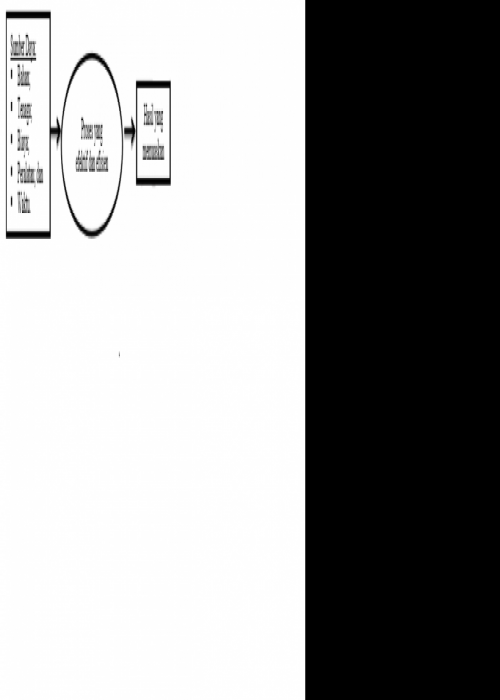 Sumber Daya:
• Bahan;
• Tenaga;
• Biaya;
• Peralatan; dan
• Waktu.
Proses yang
efektif dan efisien
Hasil yang
memuaskan